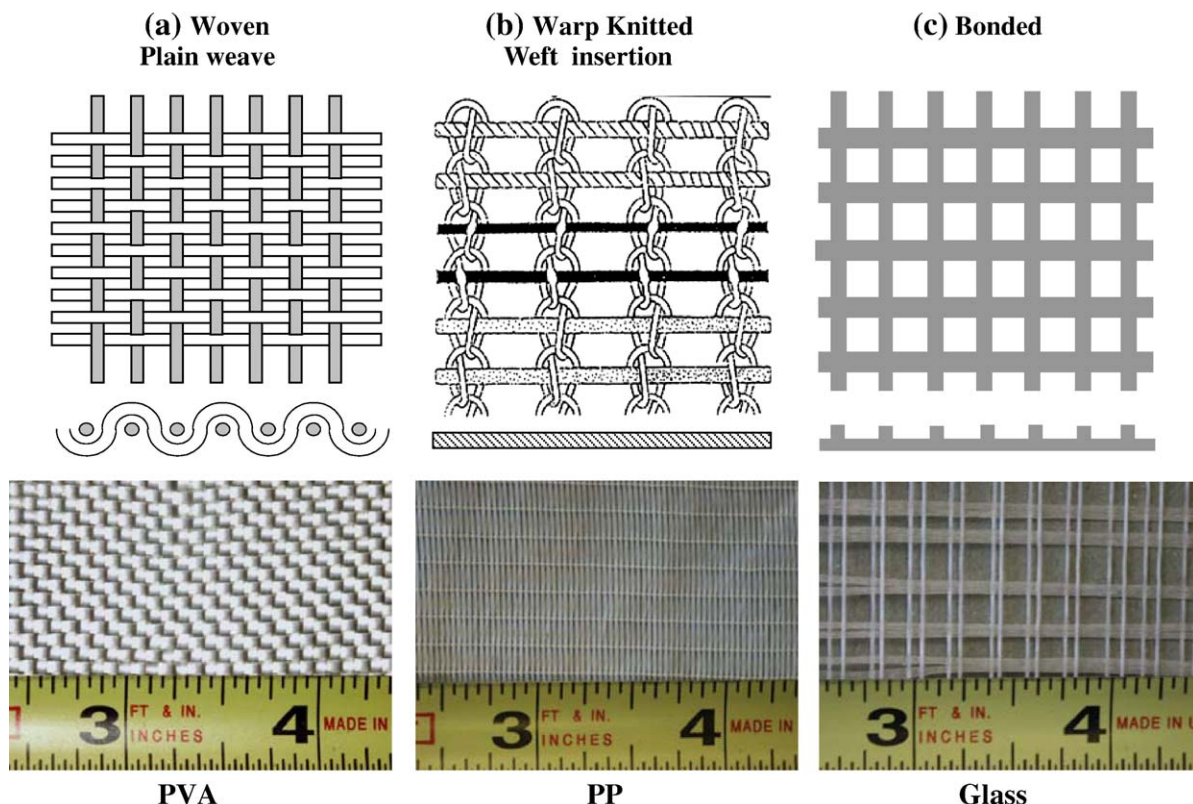 (a) Woven
Plain weave
(b) Warp Knitted
Weft insertion
(c) Bonded
3 FT & IN. INCHES 4 MADE IN
3 FT & IN. INCHES 4 MADE IN
3 FT & IN. INCHES 4 MADE IN U
PVA
PP
Glass